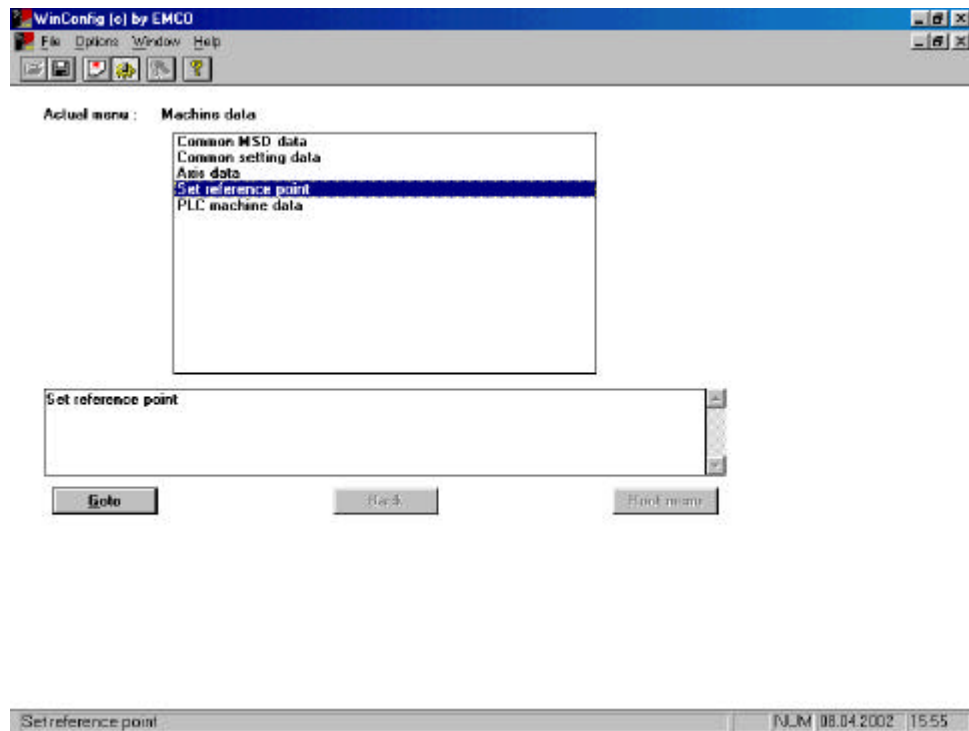 WinConfig (c) by EMCO
File Options Window Help
Actual menu : Machine data
Common MSD data
Common setting data
Axis data
Set reference point
PLC machine data
Set reference point
Goto Back Root menu
Set reference point NUM 08.04.2002 15:55